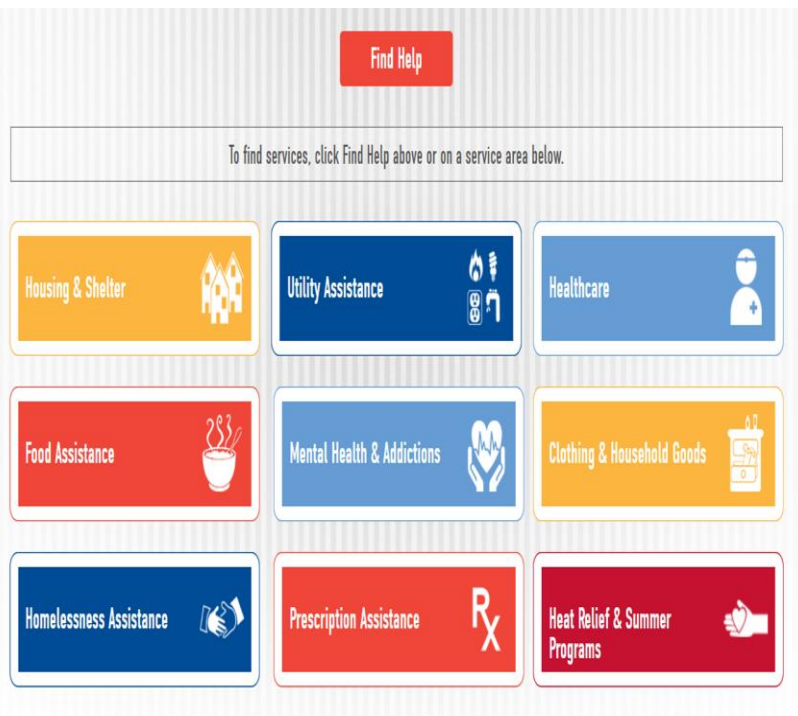 Find Help
To find services, click Find Help above or on a service area below.
Housing & Shelter
Utility Assistance
Healthcare
Food Assistance
Mental Health & Addictions
Clothing & Household Goods
Homelessness Assistance
Prescription Assistance
Rx
Heat Relief & Summer
Programs